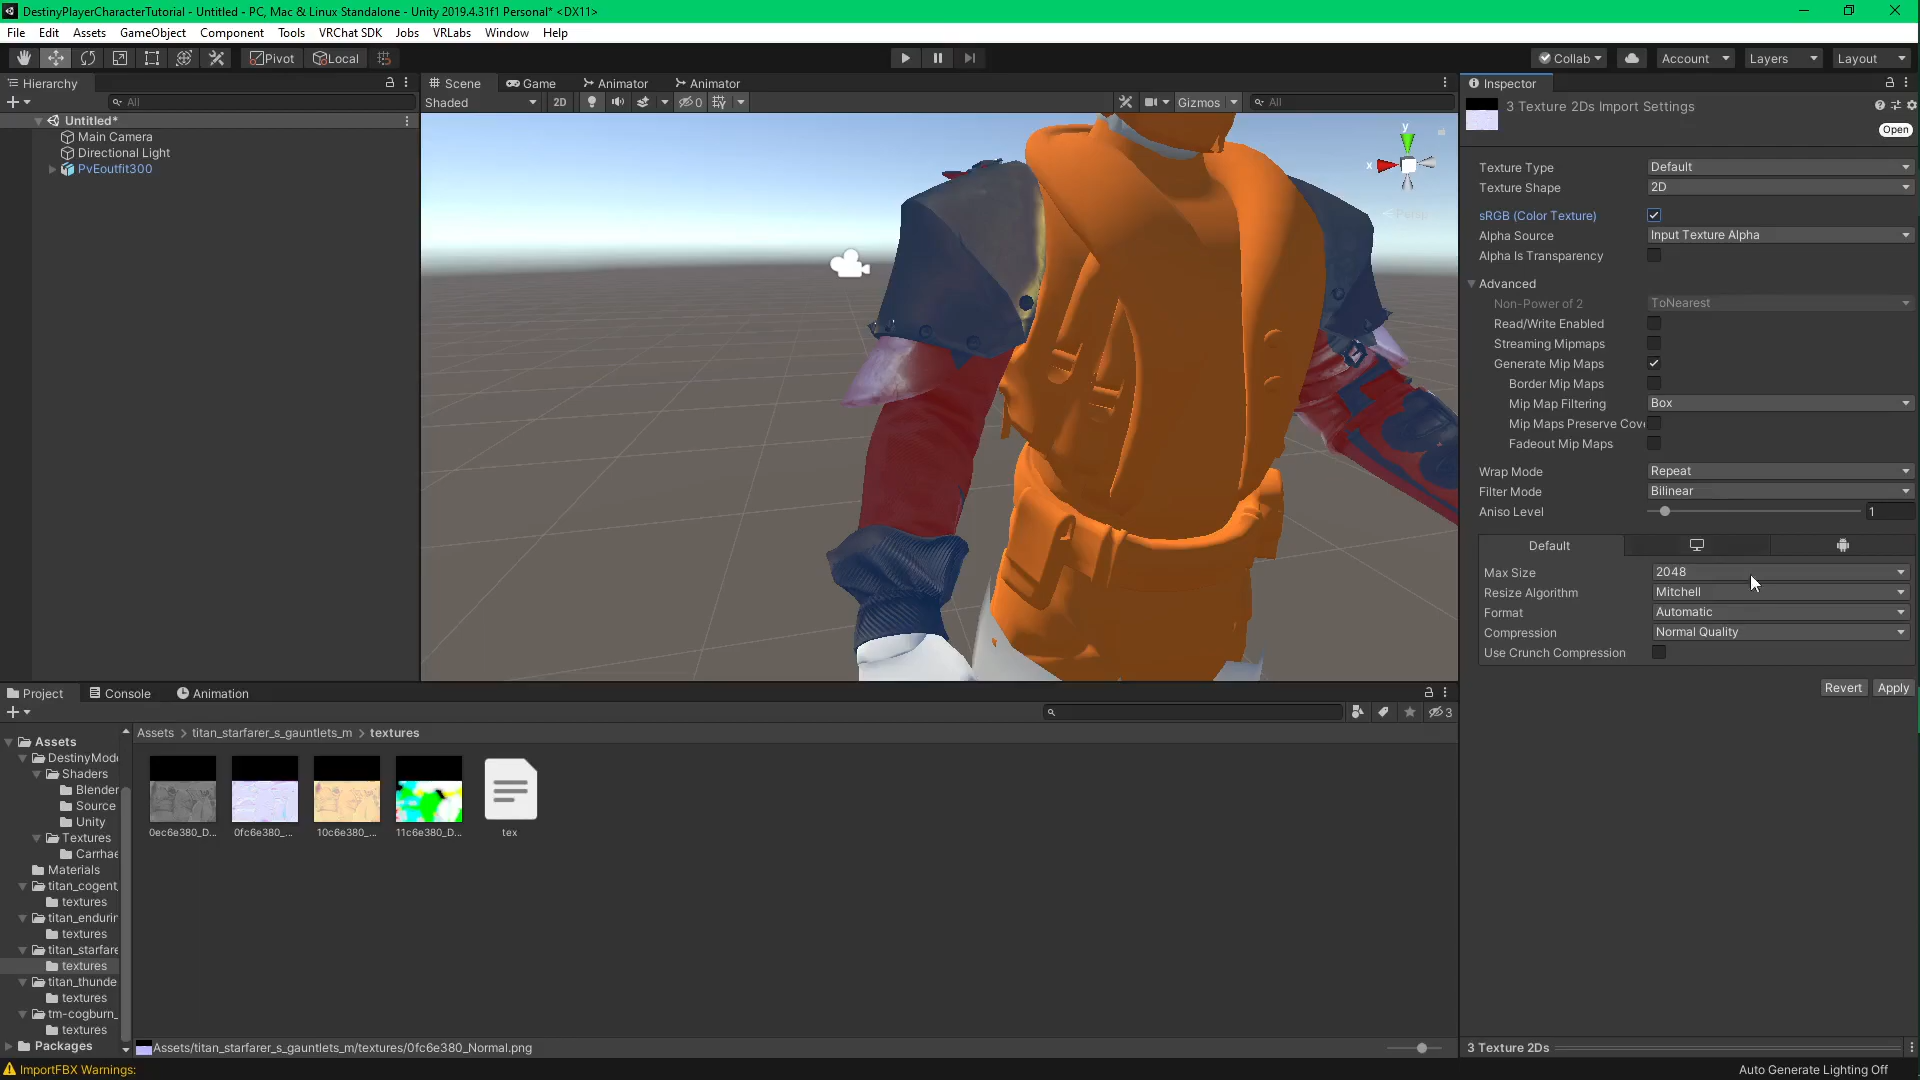 DestinyPlayerCharacterTutorial - Untitled - PC, Mac & Linux Standalone - Unity 2019.4.31f1 Personal* <DX11>
File Edit Assets GameObject Component Tools VRChat SDK Jobs VRLabs Window Help
Pivot Local Collab Account Layers Layout
Hierarchy
All
Untitled*
Main Camera
Directional Light
PvEoutfit300
Scene Game Animator Animator
Shaded 2D 0 Gizmos All
y
x
Persp
Inspector
3 Texture 2Ds Import Settings
Open
Texture Type Default
Texture Shape 2D
sRGB (Color Texture)
Alpha Source Input Texture Alpha
Alpha Is Transparency
Advanced
Non-Power of 2 ToNearest
Read/Write Enabled
Streaming Mipmaps
Generate Mip Maps
Border Mip Maps
Mip Map Filtering Box
Mip Maps Preserve Cove
Fadeout Mip Maps
Wrap Mode Repeat
Filter Mode Bilinear
Aniso Level 1
Default
Max Size 2048
Resize Algorithm Mitchell
Format Automatic
Compression Normal Quality
Use Crunch Compression
Revert Apply
Project Console Animation
3
Assets
DestinyMode
Shaders
Blender
Source
Unity
Textures
Carrhae
Materials
titan_cogent_
textures
titan_endurin
textures
titan_starfare
textures
titan_thunde
textures
tm-cogburn_
textures
Packages
Assets > titan_starfarer_s_gauntlets_m > textures
0ec6e380_D... 0fc6e380_... 10c6e380_... 11c6e380_D... tex
Assets/titan_starfarer_s_gauntlets_m/textures/0fc6e380_Normal.png
3 Texture 2Ds
ImportFBX Warnings:
Auto Generate Lighting Off